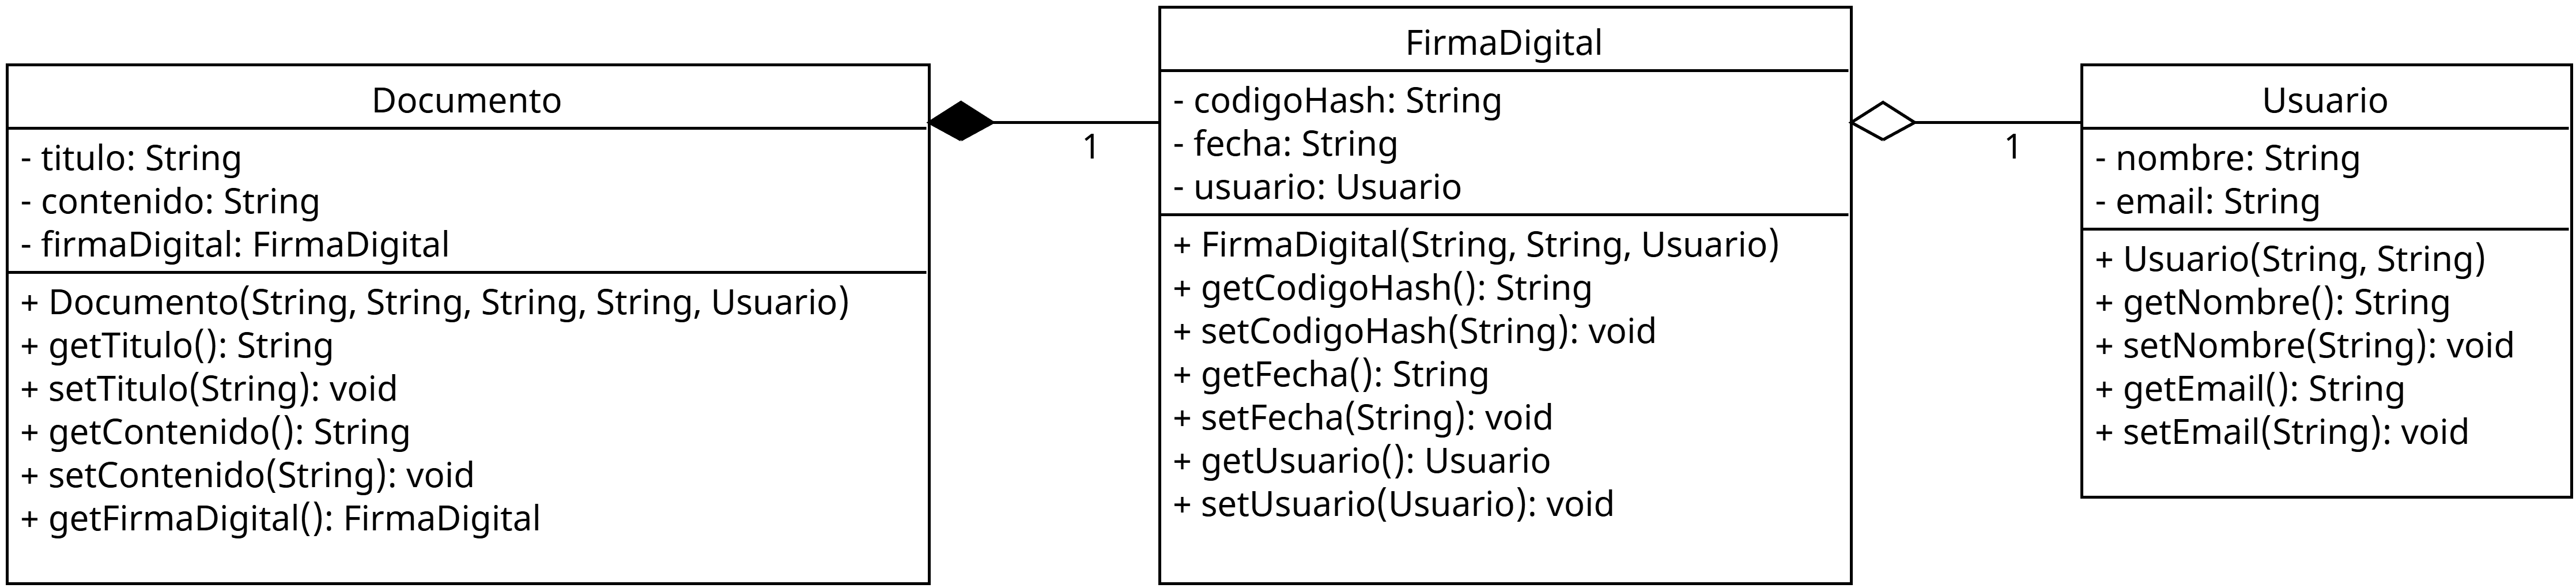 Documento
- titulo: String
- contenido: String
- firmaDigital: FirmaDigital
+ Documento(String, String, String, String, Usuario)
+ getTitulo(): String
+ setTitulo(String): void
+ getContenido(): String
+ setContenido(String): void
+ getFirmaDigital(): FirmaDigital
1
FirmaDigital
- codigoHash: String
- fecha: String
- usuario: Usuario
+ FirmaDigital(String, String, Usuario)
+ getCodigoHash(): String
+ setCodigoHash(String): void
+ getFecha(): String
+ setFecha(String): void
+ getUsuario(): Usuario
+ setUsuario(Usuario): void
1
Usuario
- nombre: String
- email: String
+ Usuario(String, String)
+ getNombre(): String
+ setNombre(String): void
+ getEmail(): String
+ setEmail(String): void